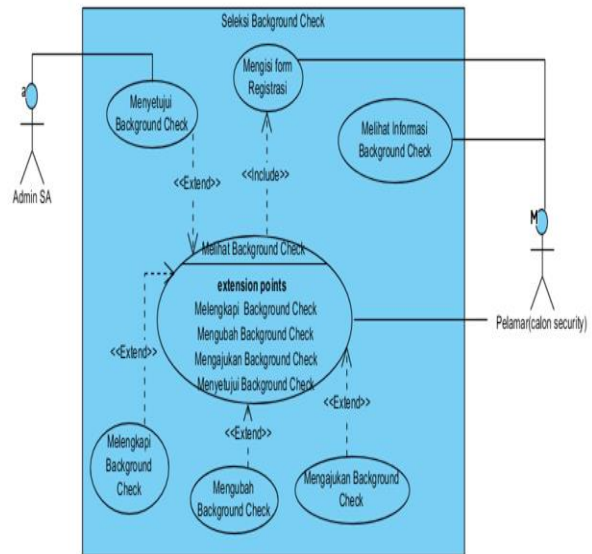 Seleksi Background Check
a
Admin SA
Menyetujui
Background Check
Mengisi form
Registrasi
Melihat Informasi
Background Check
<<Extend>>
<<Include>>
M
Pelamar(calon security)
Melihat Background Check
extension points
Melengkapi Background Check
Mengubah Background Check
Mengajukan Background Check
Menyetujui Background Check
<<Extend>>
<<Extend>>
<<Extend>>
Melengkapi
Background
Check
Mengubah
Background Check
Mengajukan Background
Check